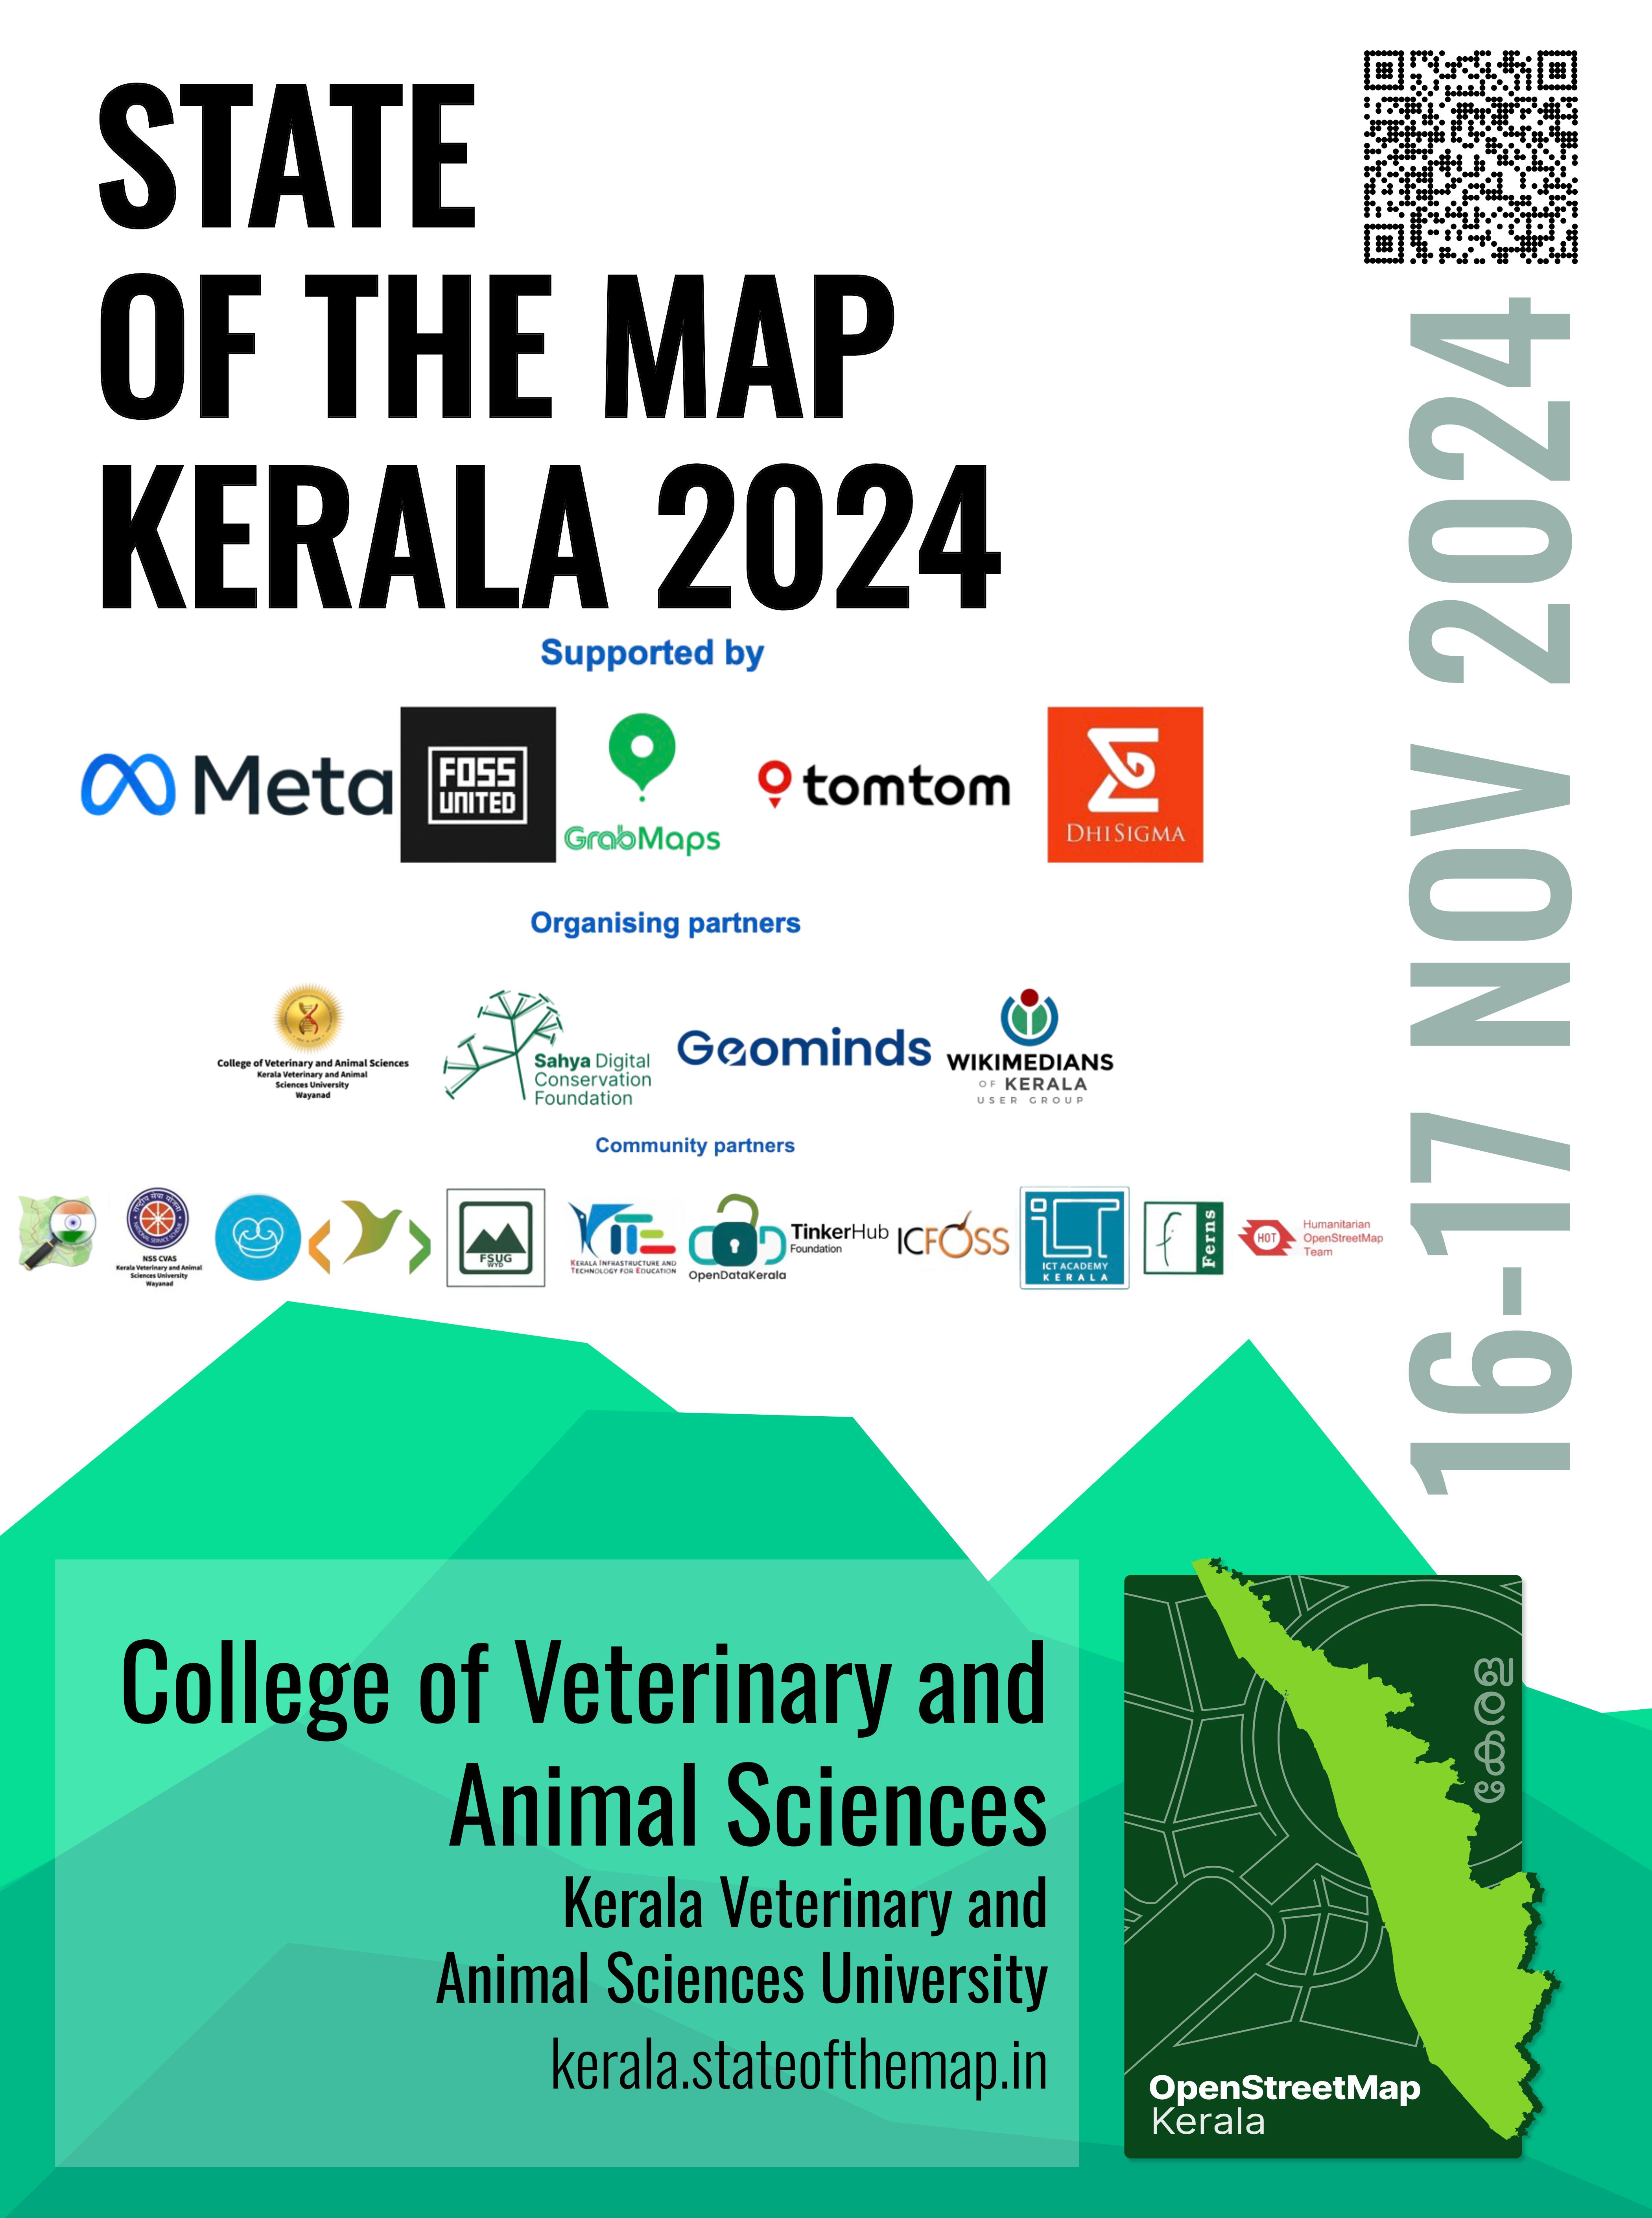 STATE
OF THE MAP
KERALA 2024
16-17 NOV 2024
Supported by
Meta
FOSS
UNITED
GrabMaps
tomtom
DHISIGMA
Organising partners
College of Veterinary and Animal Sciences
Kerala Veterinary and Animal
Sciences University
Wayanad
Sahya Digital
Conservation
Foundation
Geominds
WIKIMEDIANS
OF KERALA
USER GROUP
Community partners
राष्ट्रीय सेवा योजना
NSS CVAS
Kerala Veterinary and Animal
Sciences University
Wayanad
FSUG
WYD
KITE
KERALA INFRASTRUCTURE AND
TECHNOLOGY FOR EDUCATION
OpenDataKerala
TinkerHub
Foundation
ICFOSS
ICT
ICT ACADEMY
KERALA
f
Ferns
HOT
Humanitarian
OpenStreetMap
Team
College of Veterinary and
Animal Sciences
Kerala Veterinary and
Animal Sciences University
kerala.stateofthemap.in
കേരള
OpenStreetMap
Kerala